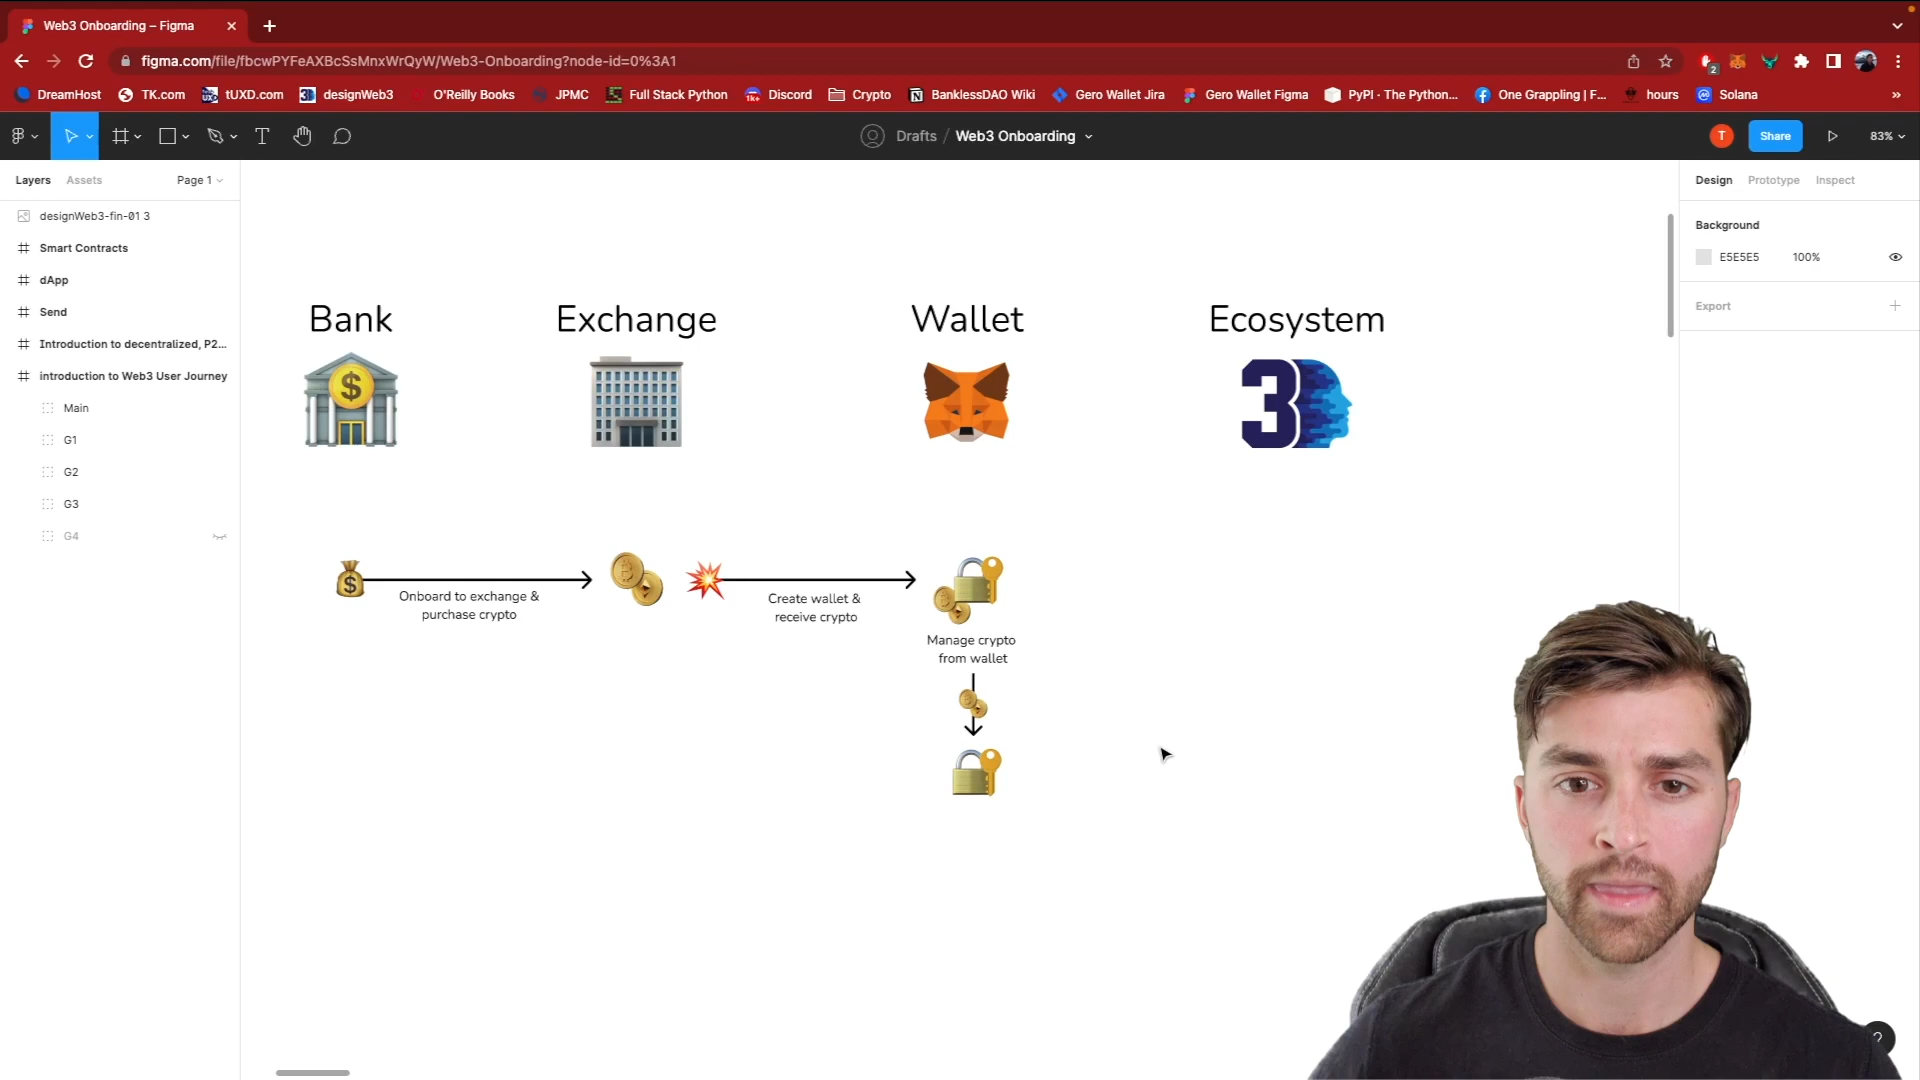 Web3 Onboarding – Figma
figma.com/file/fbcwPYFeAXBcSsMnxWrQyW/Web3-Onboarding?node-id=0%3A1
2
DreamHost TK.com tUXD.com designWeb3 O'Reilly Books JPMC Full Stack Python Discord Crypto BanklessDAO Wiki Gero Wallet Jira Gero Wallet Figma PyPI · The Python... One Grappling | F... hours Solana »
Drafts / Web3 Onboarding
T Share 83%
Layers Assets Page 1
designWeb3-fin-01 3
Smart Contracts
dApp
Send
Introduction to decentralized, P2...
introduction to Web3 User Journey
Main
G1
G2
G3
G4
Bank Exchange Wallet Ecosystem
$
3
$
Onboard to exchange &
purchase crypto
Create wallet &
receive crypto
Manage crypto
from wallet
Design Prototype Inspect
Background
E5E5E5 100%
Export
?